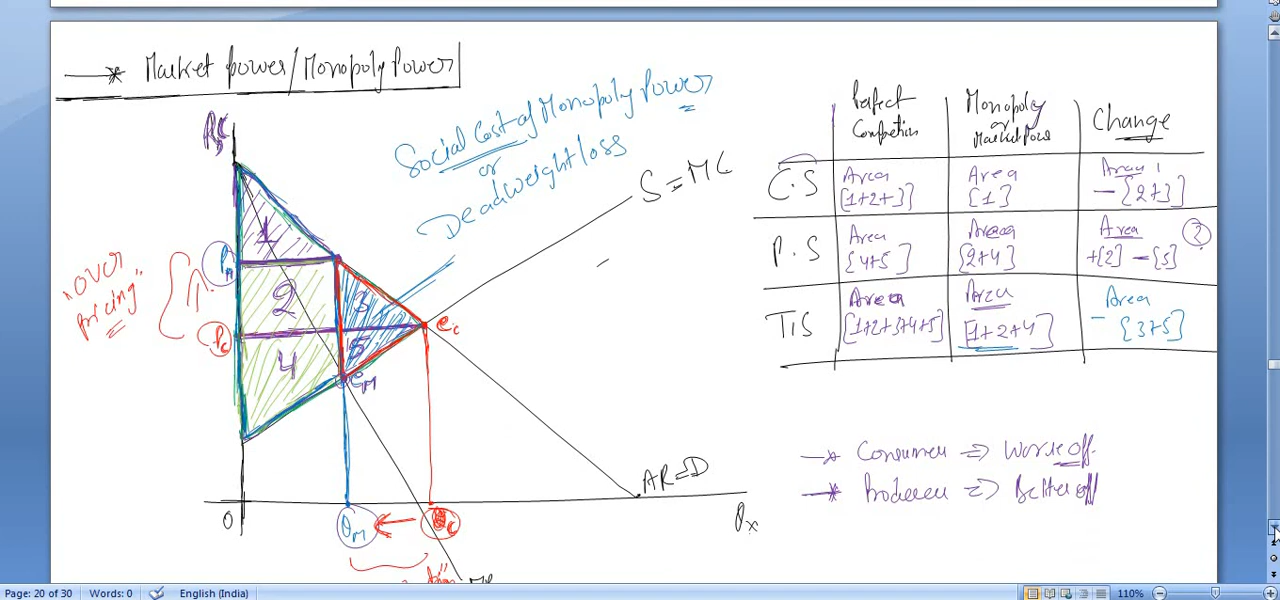 Market power/Monopoly Power
Social Cost of Monopoly Power
or
Deadweight loss
S=MC
1
Pm
over
pricing"
2
3
Pc
ec
4
5
em
AR=D
0
Qm
Qc
Qx
Perfect
Competition
Monopoly
or
Market Power
Change
C.S
Area
[1+2+3]
Area
[1]
Area
-[2+3]
P.S
Area
[4+5]
Area
[2+4]
Area
+[2] -[5]
?
T.S
Area
[1+2+3+4+5]
Area
[1+2+4]
Area
- {3+5]
Consumer => Worse off.
Producer => Better off
Page: 20 of 30
Words: 0
English (India)
110%